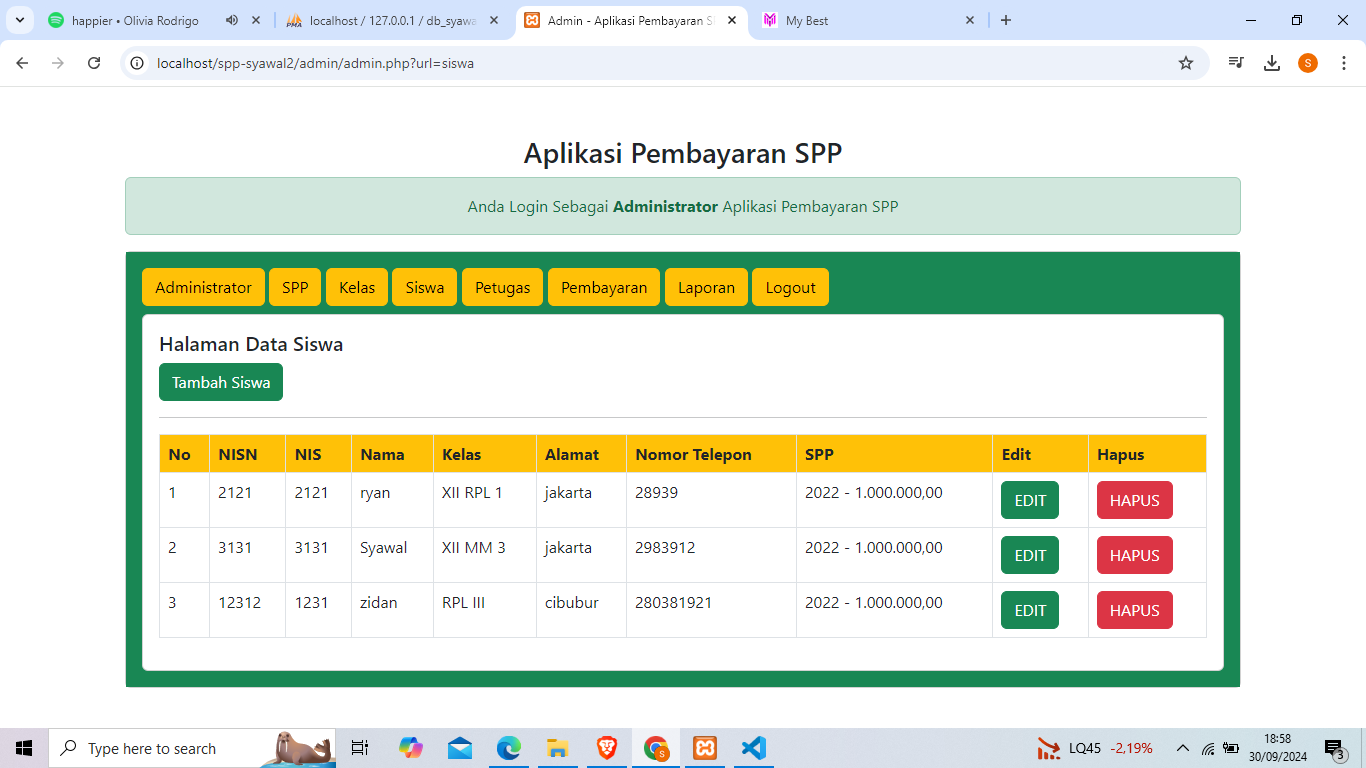 happier • Olivia Rodrigo
localhost / 127.0.0.1 / db_syawa
Admin - Aplikasi Pembayaran S
My Best
localhost/spp-syawal2/admin/admin.php?url=siswa
S
Aplikasi Pembayaran SPP
Anda Login Sebagai Administrator Aplikasi Pembayaran SPP
Administrator SPP Kelas Siswa Petugas Pembayaran Laporan Logout
Halaman Data Siswa
Tambah Siswa
No NISN NIS Nama Kelas Alamat Nomor Telepon SPP Edit Hapus
1 2121 2121 ryan XII RPL 1 jakarta 28939 2022 - 1.000.000,00 EDIT HAPUS
2 3131 3131 Syawal XII MM 3 jakarta 2983912 2022 - 1.000.000,00 EDIT HAPUS
3 12312 1231 zidan RPL III cibubur 280381921 2022 - 1.000.000,00 EDIT HAPUS
Type here to search
LQ45 -2,19%
18:58
30/09/2024
3